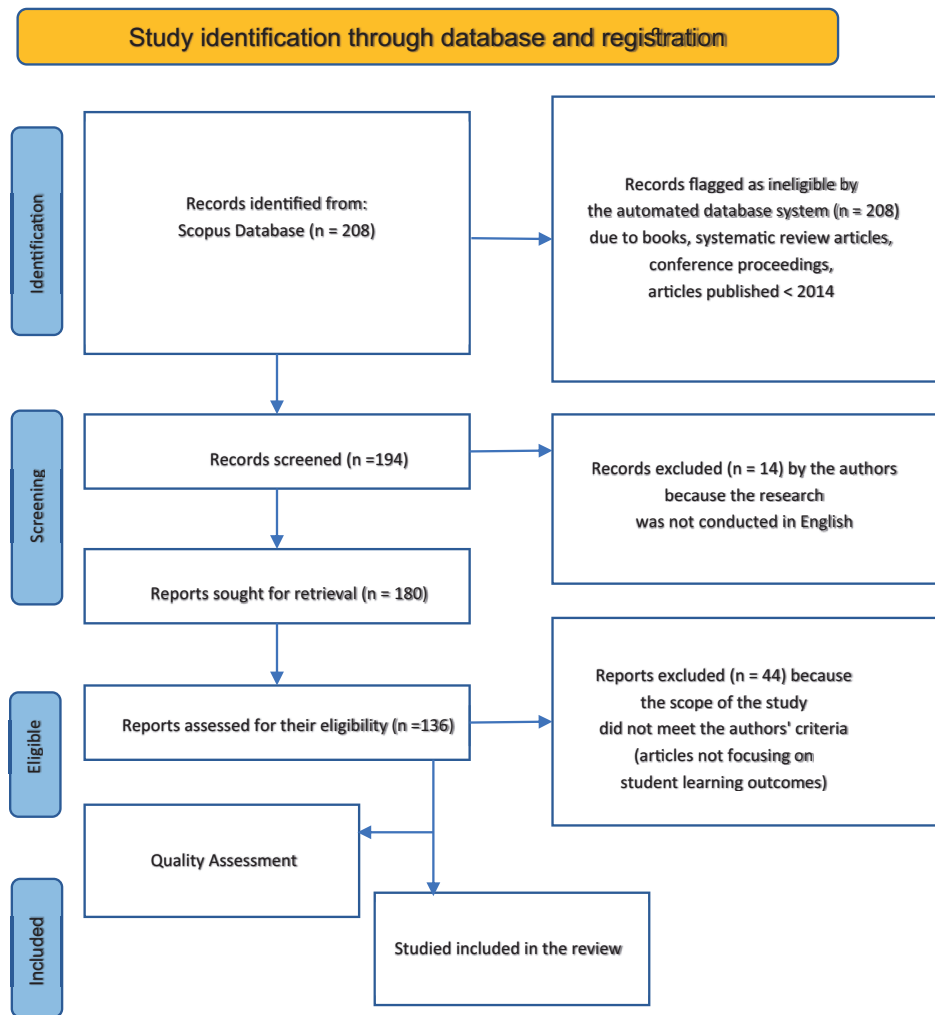 Study identification through database and registration
Identification
Records identified from:
Scopus Database (n = 208)
Records flagged as ineligible by
the automated database system (n = 208)
due to books, systematic review articles,
conference proceedings,
articles published < 2014
Screening
Records screened (n =194)
Records excluded (n = 14) by the authors
because the research
was not conducted in English
Reports sought for retrieval (n = 180)
Eligible
Reports assessed for their eligibility (n =136)
Reports excluded (n = 44) because
the scope of the study
did not meet the authors' criteria
(articles not focusing on
student learning outcomes)
Quality Assessment
Included
Studied included in the review